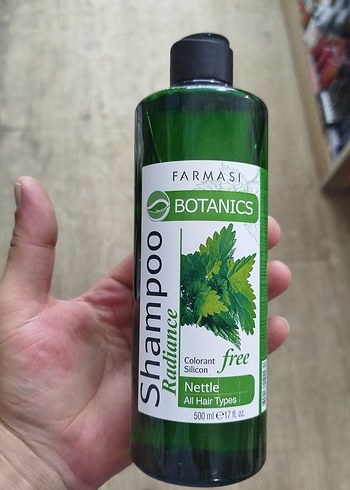 FARMASI
BOTANICS
Shampoo
Radiance
Colorant
Silicon
free
Nettle
All Hair Types
500 ml ℮ 17 fl. oz.